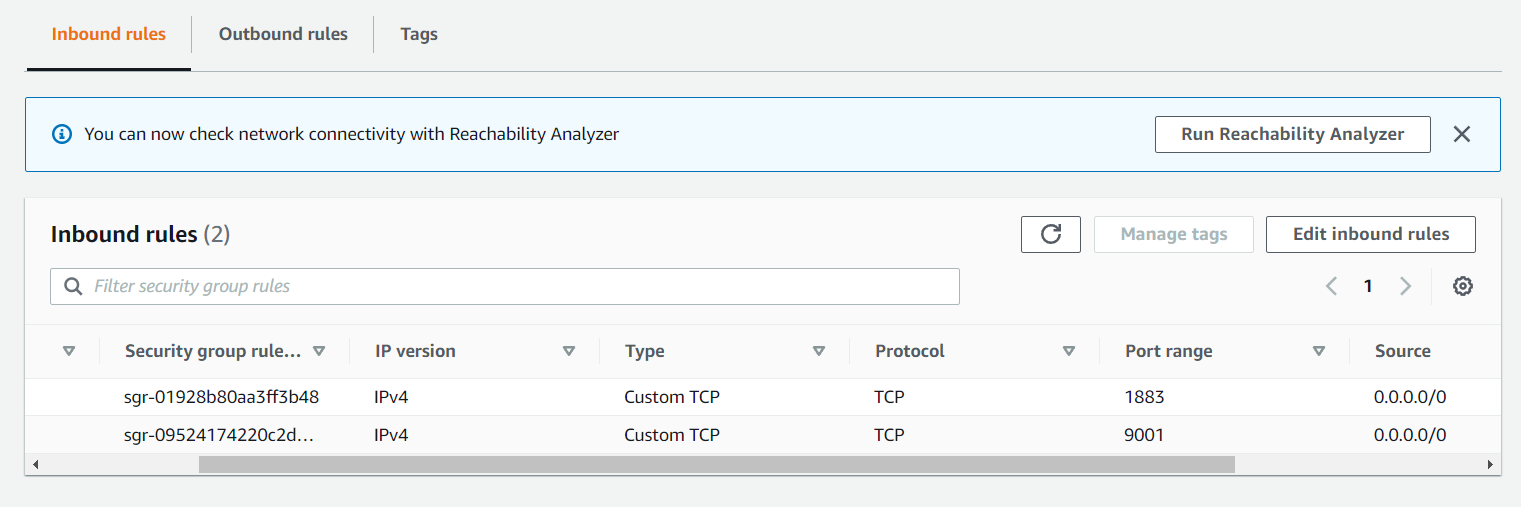 Inbound rules Outbound rules Tags
You can now check network connectivity with Reachability Analyzer Run Reachability Analyzer
Inbound rules (2) Manage tags Edit inbound rules
Filter security group rules 1
Security group rule... IP version Type Protocol Port range Source
sgr-01928b80aa3ff3b48 IPv4 Custom TCP TCP 1883 0.0.0.0/0
sgr-09524174220c2d... IPv4 Custom TCP TCP 9001 0.0.0.0/0